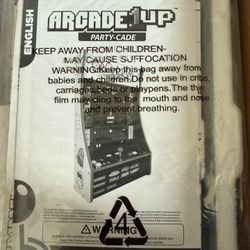 ENGLISH
ARCADE1UP
PARTY-CADE
KEEP AWAY FROM CHILDREN-
MAY CAUSE SUFFOCATION
WARNING:Keep this bag away from
babies and children.Do not use in cribs,
carriages,beds or playpens.The thin
film may cling to the mouth and nose
and prevent breathing.
WARNING
4